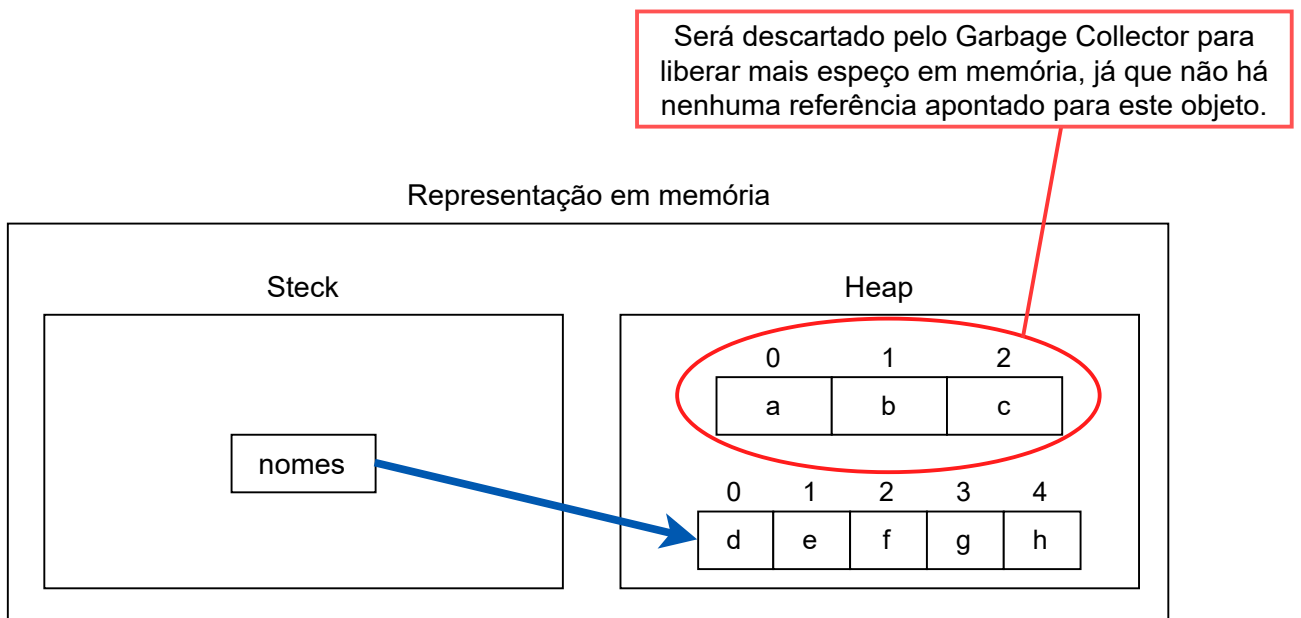 Será descartado pelo Garbage Collector para
liberar mais espeço em memória, já que não há
nenhuma referência apontado para este objeto.
Representação em memória
Steck
Heap
0 1 2
a b c
nomes
0 1 2 3 4
d e f g h